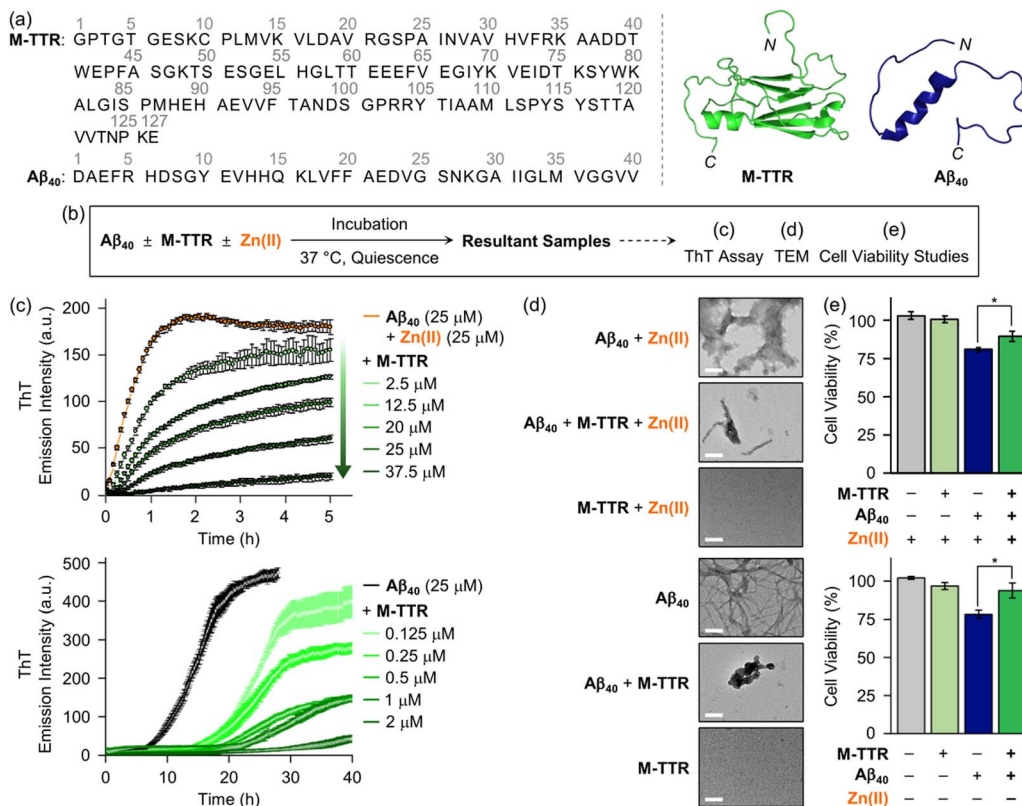 (a)
1 5 10 15 20 25 30 35 40
M-TTR: GPTGT GESKC PLMVK VLDAV RGSPA INVAV HVFRK AADDT
45 50 55 60 65 70 75 80
WEPFA SGKTS ESGEL HGLTT EEEFV EGIYK VEIDT KSYWK
85 90 95 100 105 110 115 120
ALGIS PMHEH AEVVF TANDS GPRRY TIAAM LSPYS YSTTA
125 127
VVTNP KE
1 5 10 15 20 25 30 35 40
Aβ40: DAEFR HDSGY EVHHQ KLVFF AEDVG SNKGA IIGLM VGGVV
N
C
M-TTR
N
C
Aβ40
(b)
Aβ40 ± M-TTR ± Zn(II)
Incubation
37 °C, Quiescence
Resultant Samples
(c) (d) (e)
ThT Assay TEM Cell Viability Studies
(c)
ThT
Emission Intensity (a.u.)
200
150
100
50
0
0 1 2 3 4 5
Time (h)
Aβ40 (25 μM)
+ Zn(II) (25 μM)
+ M-TTR
2.5 μM
12.5 μM
20 μM
25 μM
37.5 μM
ThT
Emission Intensity (a.u.)
500
400
300
200
100
0
0 10 20 30 40
Time (h)
Aβ40 (25 μM)
+ M-TTR
0.125 μM
0.25 μM
0.5 μM
1 μM
2 μM
(d)
Aβ40 + Zn(II)
Aβ40 + M-TTR + Zn(II)
M-TTR + Zn(II)
Aβ40
Aβ40 + M-TTR
M-TTR
(e)
Cell Viability (%)
100
75
50
25
0
*
M-TTR – + – +
Aβ40 – – + +
Zn(II) + + + +
Cell Viability (%)
100
75
50
25
0
*
M-TTR – + – +
Aβ40 – – + +
Zn(II) – – – –